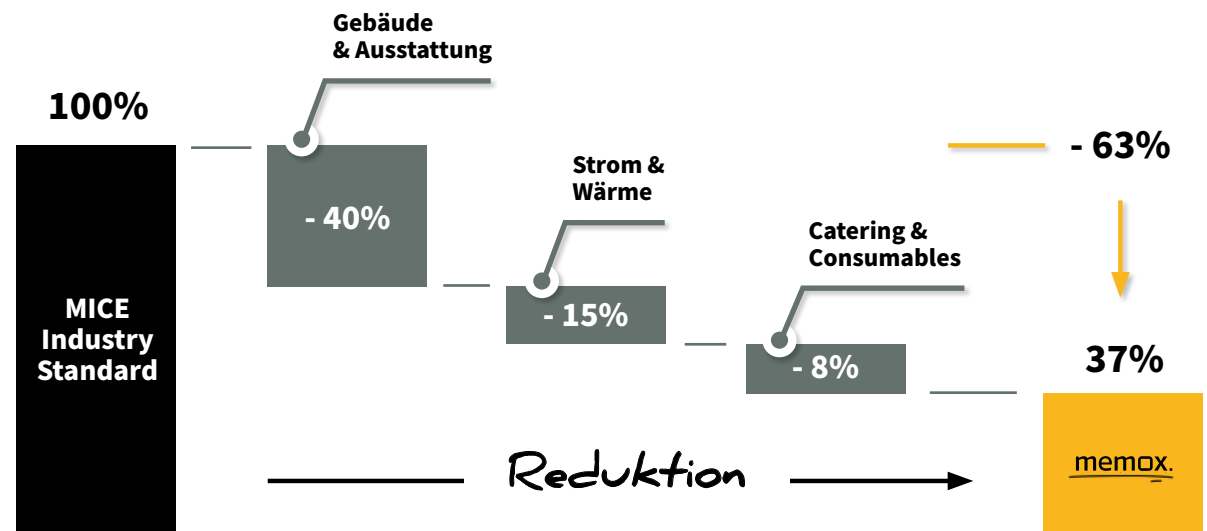 Gebäude
& Ausstattung
100%
- 40%
Strom &
Wärme
- 15%
Catering &
Consumables
- 8%
- 63%
37%
MICE
Industry
Standard
Reduktion
memox.